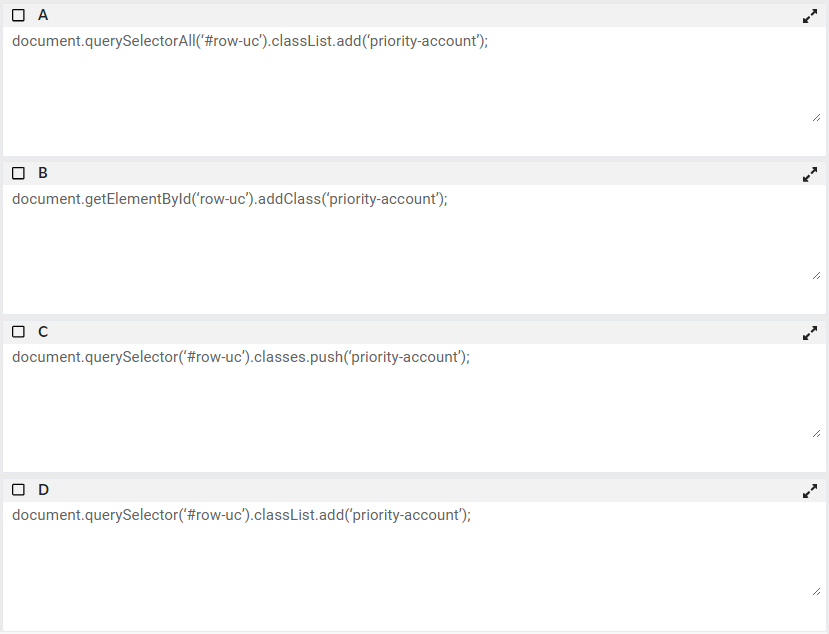 A
document.querySelectorAll(‘#row-uc’).classList.add(‘priority-account’);
B
document.getElementById(‘row-uc’).addClass(‘priority-account’);
C
document.querySelector(‘#row-uc’).classes.push(‘priority-account’);
D
document.querySelector(‘#row-uc’).classList.add(‘priority-account’);